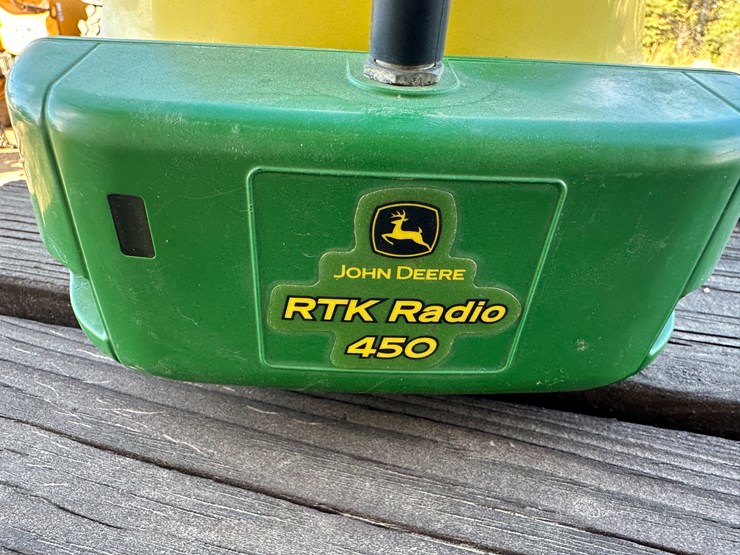 JOHN DEERE
RTK Radio
450